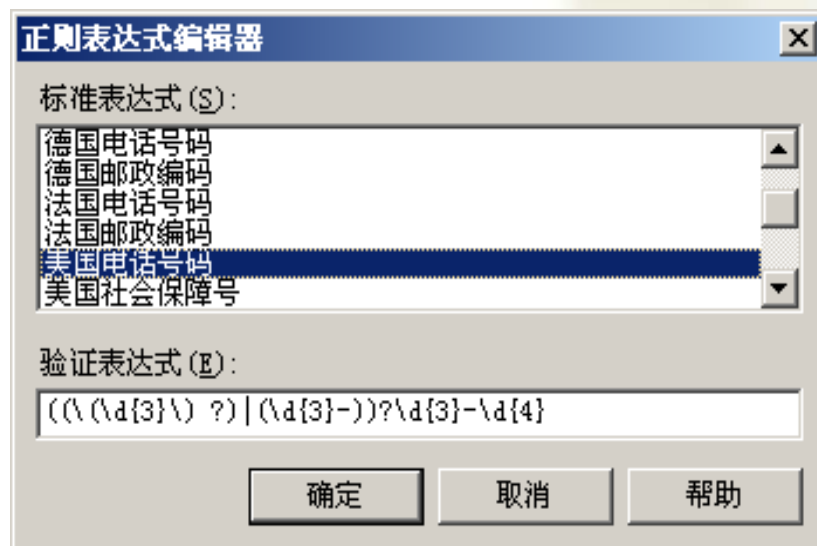 正则表达式编辑器
标准表达式(S):
德国电话号码
德国邮政编码
法国电话号码
法国邮政编码
美国电话号码
美国社会保障号
验证表达式(E):
((\(\d{3}\) ?)|(\d{3}-))?\d{3}-\d{4}
确定 取消 帮助